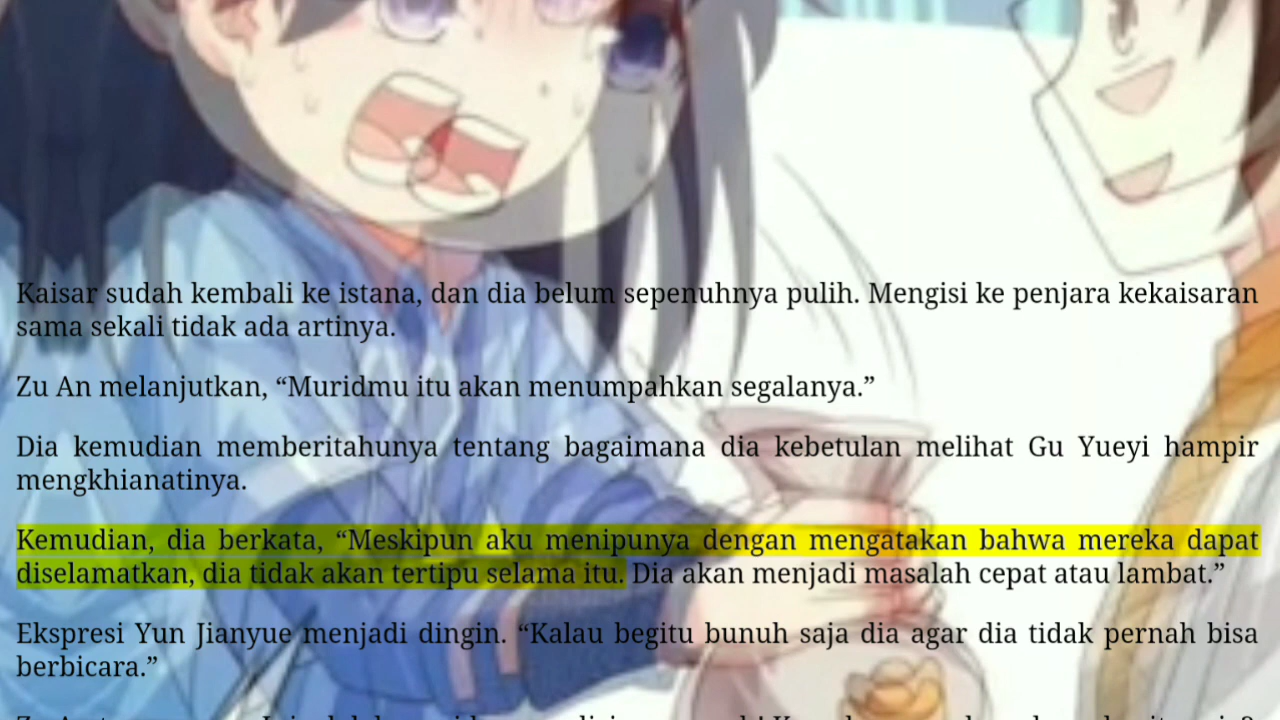 Kaisar sudah kembali ke istana, dan dia belum sepenuhnya pulih. Mengisi ke penjara kekaisaran
sama sekali tidak ada artinya.
Zu An melanjutkan, “Muridmu itu akan menumpahkan segalanya.”
Dia kemudian memberitahunya tentang bagaimana dia kebetulan melihat Gu Yueyi hampir
mengkhianatinya.
Kemudian, dia berkata, “Meskipun aku menipunya dengan mengatakan bahwa mereka dapat
diselamatkan, dia tidak akan tertipu selama itu. Dia akan menjadi masalah cepat atau lambat.”
Ekspresi Yun Jianyue menjadi dingin. “Kalau begitu bunuh saja dia agar dia tidak pernah bisa
berbicara.”